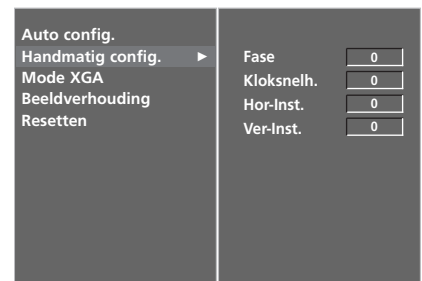 Auto config.
Handmatig config. ►
Mode XGA
Beeldverhouding
Resetten
Fase 0
Kloksnelh. 0
Hor-Inst. 0
Ver-Inst. 0